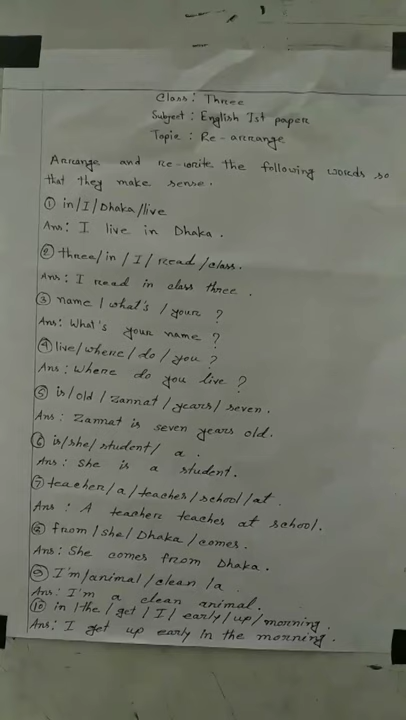 Class: Three
Subject: English 1st paper
Topic: Re-arrange
Arrange and re-write the following words so
that they make sense.
① in/I/Dhaka/live
Ans: I live in Dhaka.
② three/in/I/read/class.
Ans: I read in class three.
③ name/what's/your?
Ans: What's your name?
④ live/where/do/you?
Ans: Where do you live?
⑤ is/old/Zannat/years/seven.
Ans: Zannat is seven years old.
⑥ is/she/student/a.
Ans: She is a student.
⑦ teacher/a/teaches/school/at.
Ans: A teacher teaches at school.
⑧ from/she/Dhaka/comes.
Ans: She comes from Dhaka.
⑨ I'm/animal/clean/a
Ans: I'm a clean animal.
⑩ in/the/get/I/early/up/morning.
Ans: I get up early In the morning.